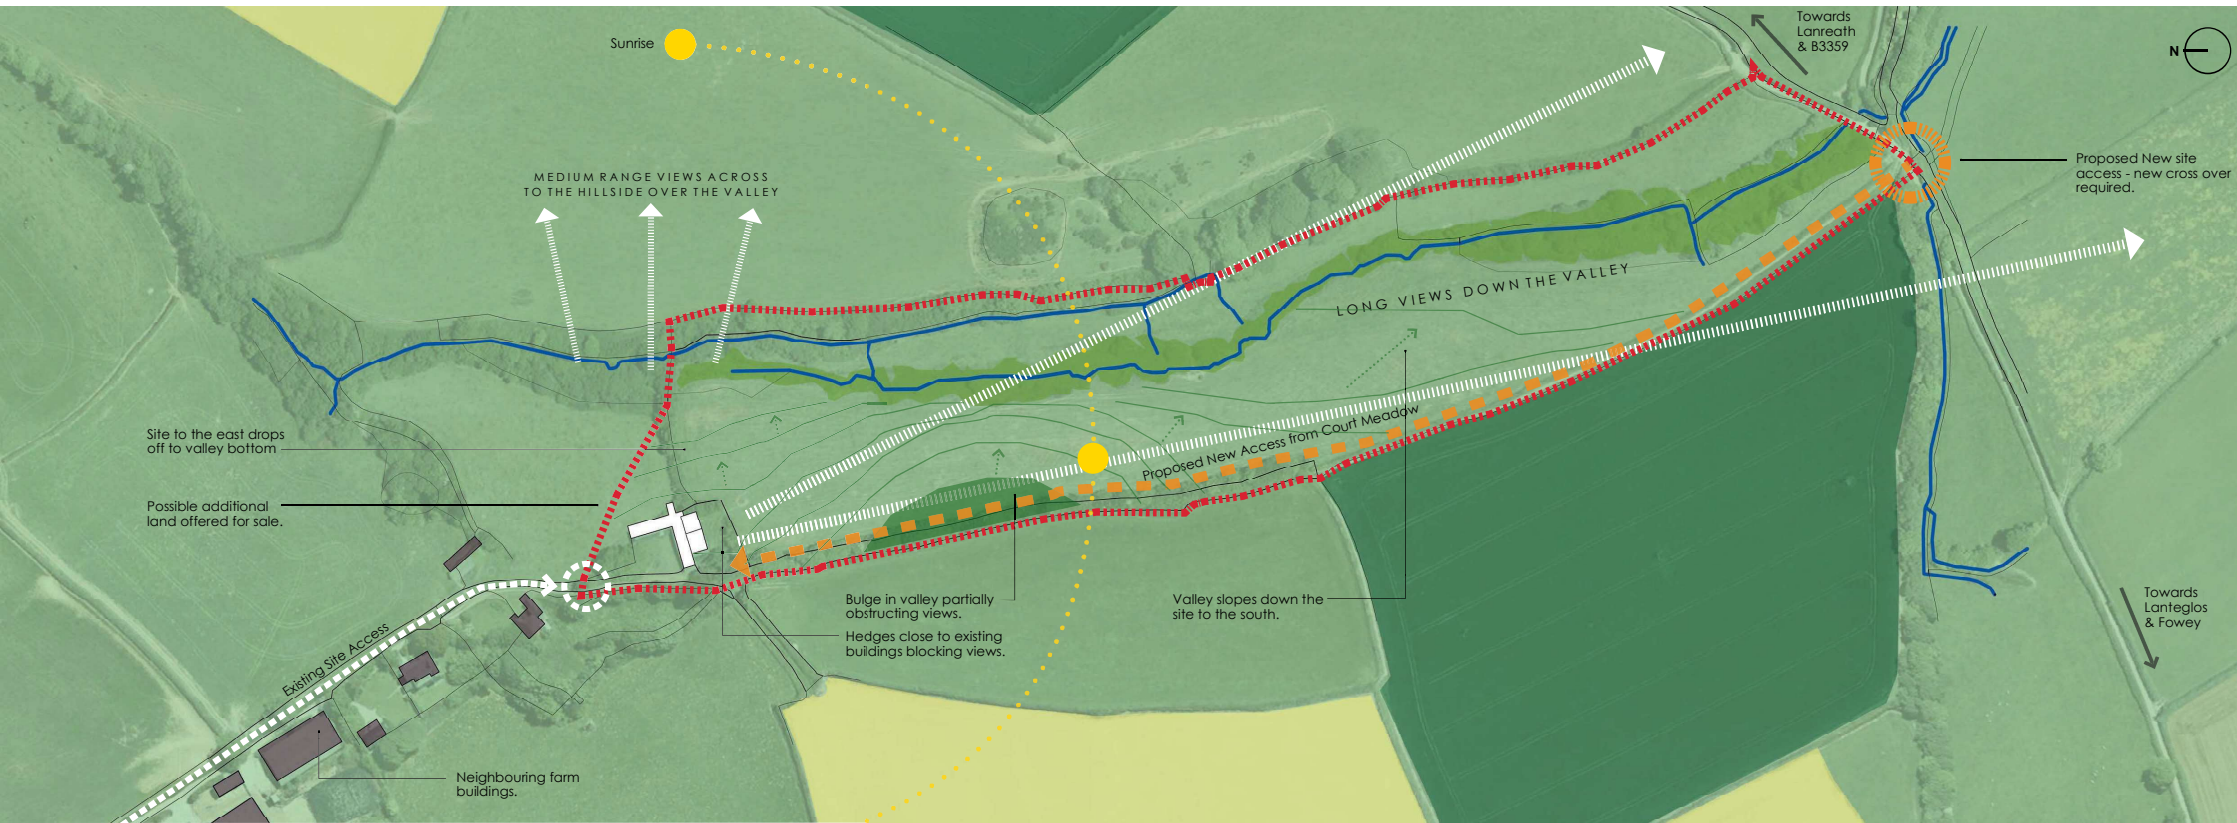 Sunrise
Towards
Lanreath
& B3359
N
MEDIUM RANGE VIEWS ACROSS
TO THE HILLSIDE OVER THE VALLEY
Proposed New site
access - new cross over
required.
LONG VIEWS DOWN THE VALLEY
Site to the east drops
off to valley bottom
Proposed New Access from Court Meadow
Possible additional
land offered for sale.
Bulge in valley partially
obstructing views.
Valley slopes down the
site to the south.
Towards
Lanteglos
& Fowey
Hedges close to existing
buildings blocking views.
Existing Site Access
Neighbouring farm
buildings.